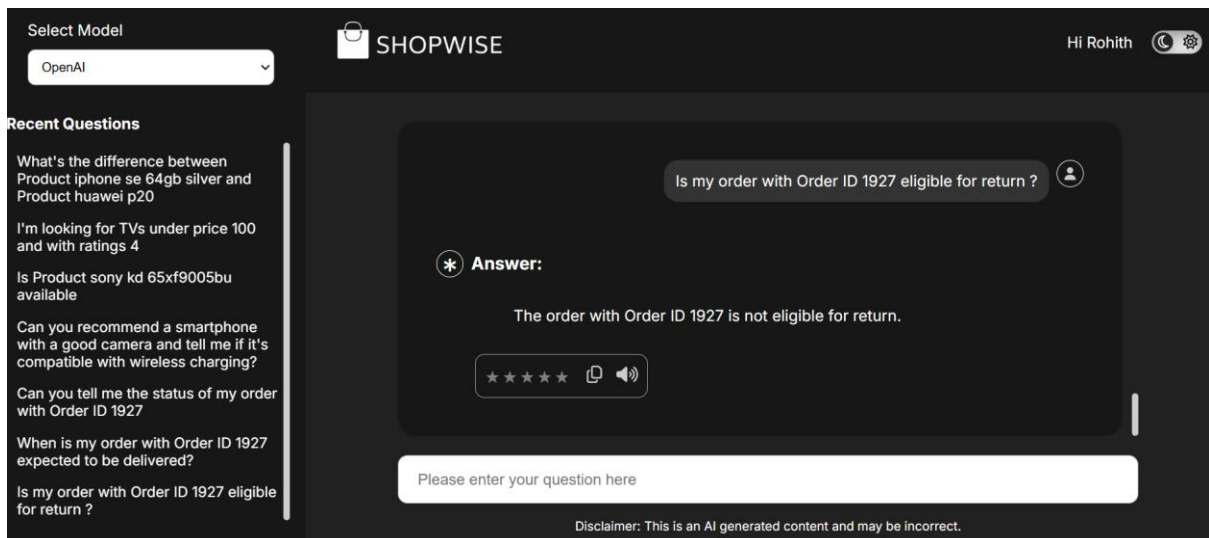 Select Model
OpenAI
Recent Questions
What's the difference between
Product iphone se 64gb silver and
Product huawei p20
I'm looking for TVs under price 100
and with ratings 4
Is Product sony kd 65xf9005bu
available
Can you recommend a smartphone
with a good camera and tell me if it's
compatible with wireless charging?
Can you tell me the status of my order
with Order ID 1927
When is my order with Order ID 1927
expected to be delivered?
Is my order with Order ID 1927 eligible
for return ?
SHOPWISE
Hi Rohith
Is my order with Order ID 1927 eligible for return ?
Answer:
The order with Order ID 1927 is not eligible for return.
Please enter your question here
Disclaimer: This is an AI generated content and may be incorrect.